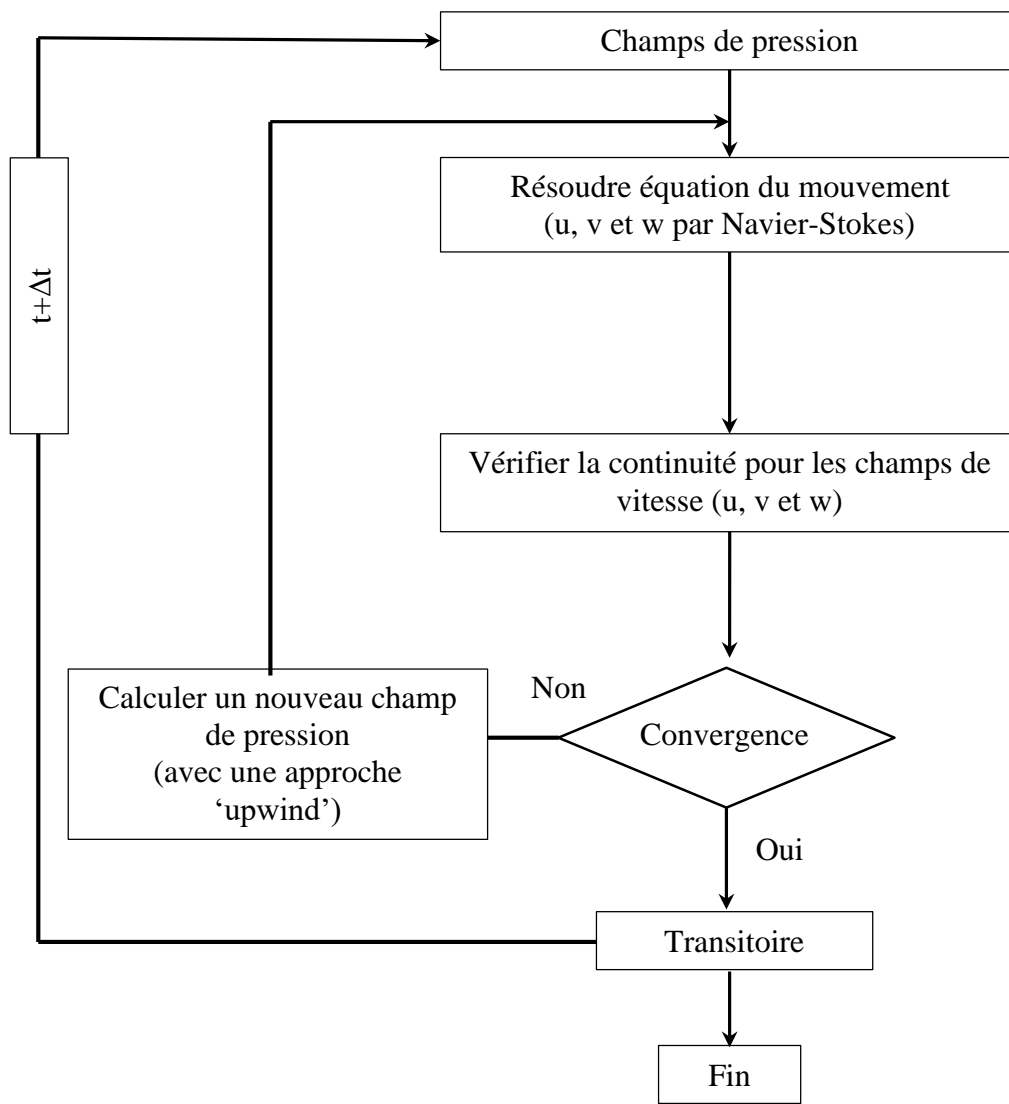 Champs de pression
Résoudre équation du mouvement
(u, v et w par Navier-Stokes)
t+Δt
Vérifier la continuité pour les champs de
vitesse (u, v et w)
Non
Calculer un nouveau champ
de pression
(avec une approche
‘upwind’)
Convergence
Oui
Transitoire
Fin